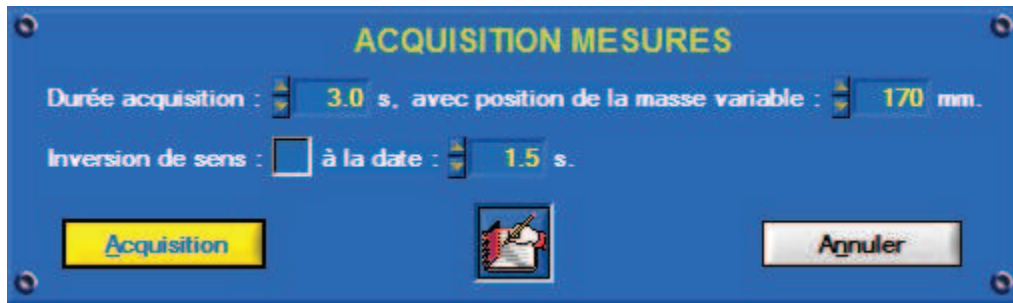 ACQUISITION MESURES
Durée acquisition : 3.0 s, avec position de la masse variable : 170 mm.
Inversion de sens : à la date : 1.5 s.
Acquisition Annuler